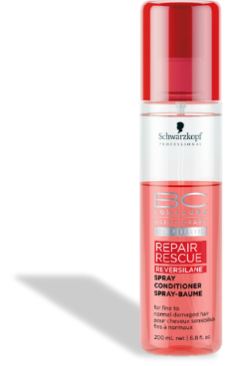 Schwarzkopf
PROFESSIONAL
BC
REPAIR
RESCUE
REVERSILANE
SPRAY
CONDITIONER
SPRAY-BAUME
for fine to
normal damaged hair
pour cheveux sensibilisés
fins à normaux
200 mL net | 6.8 fl. oz